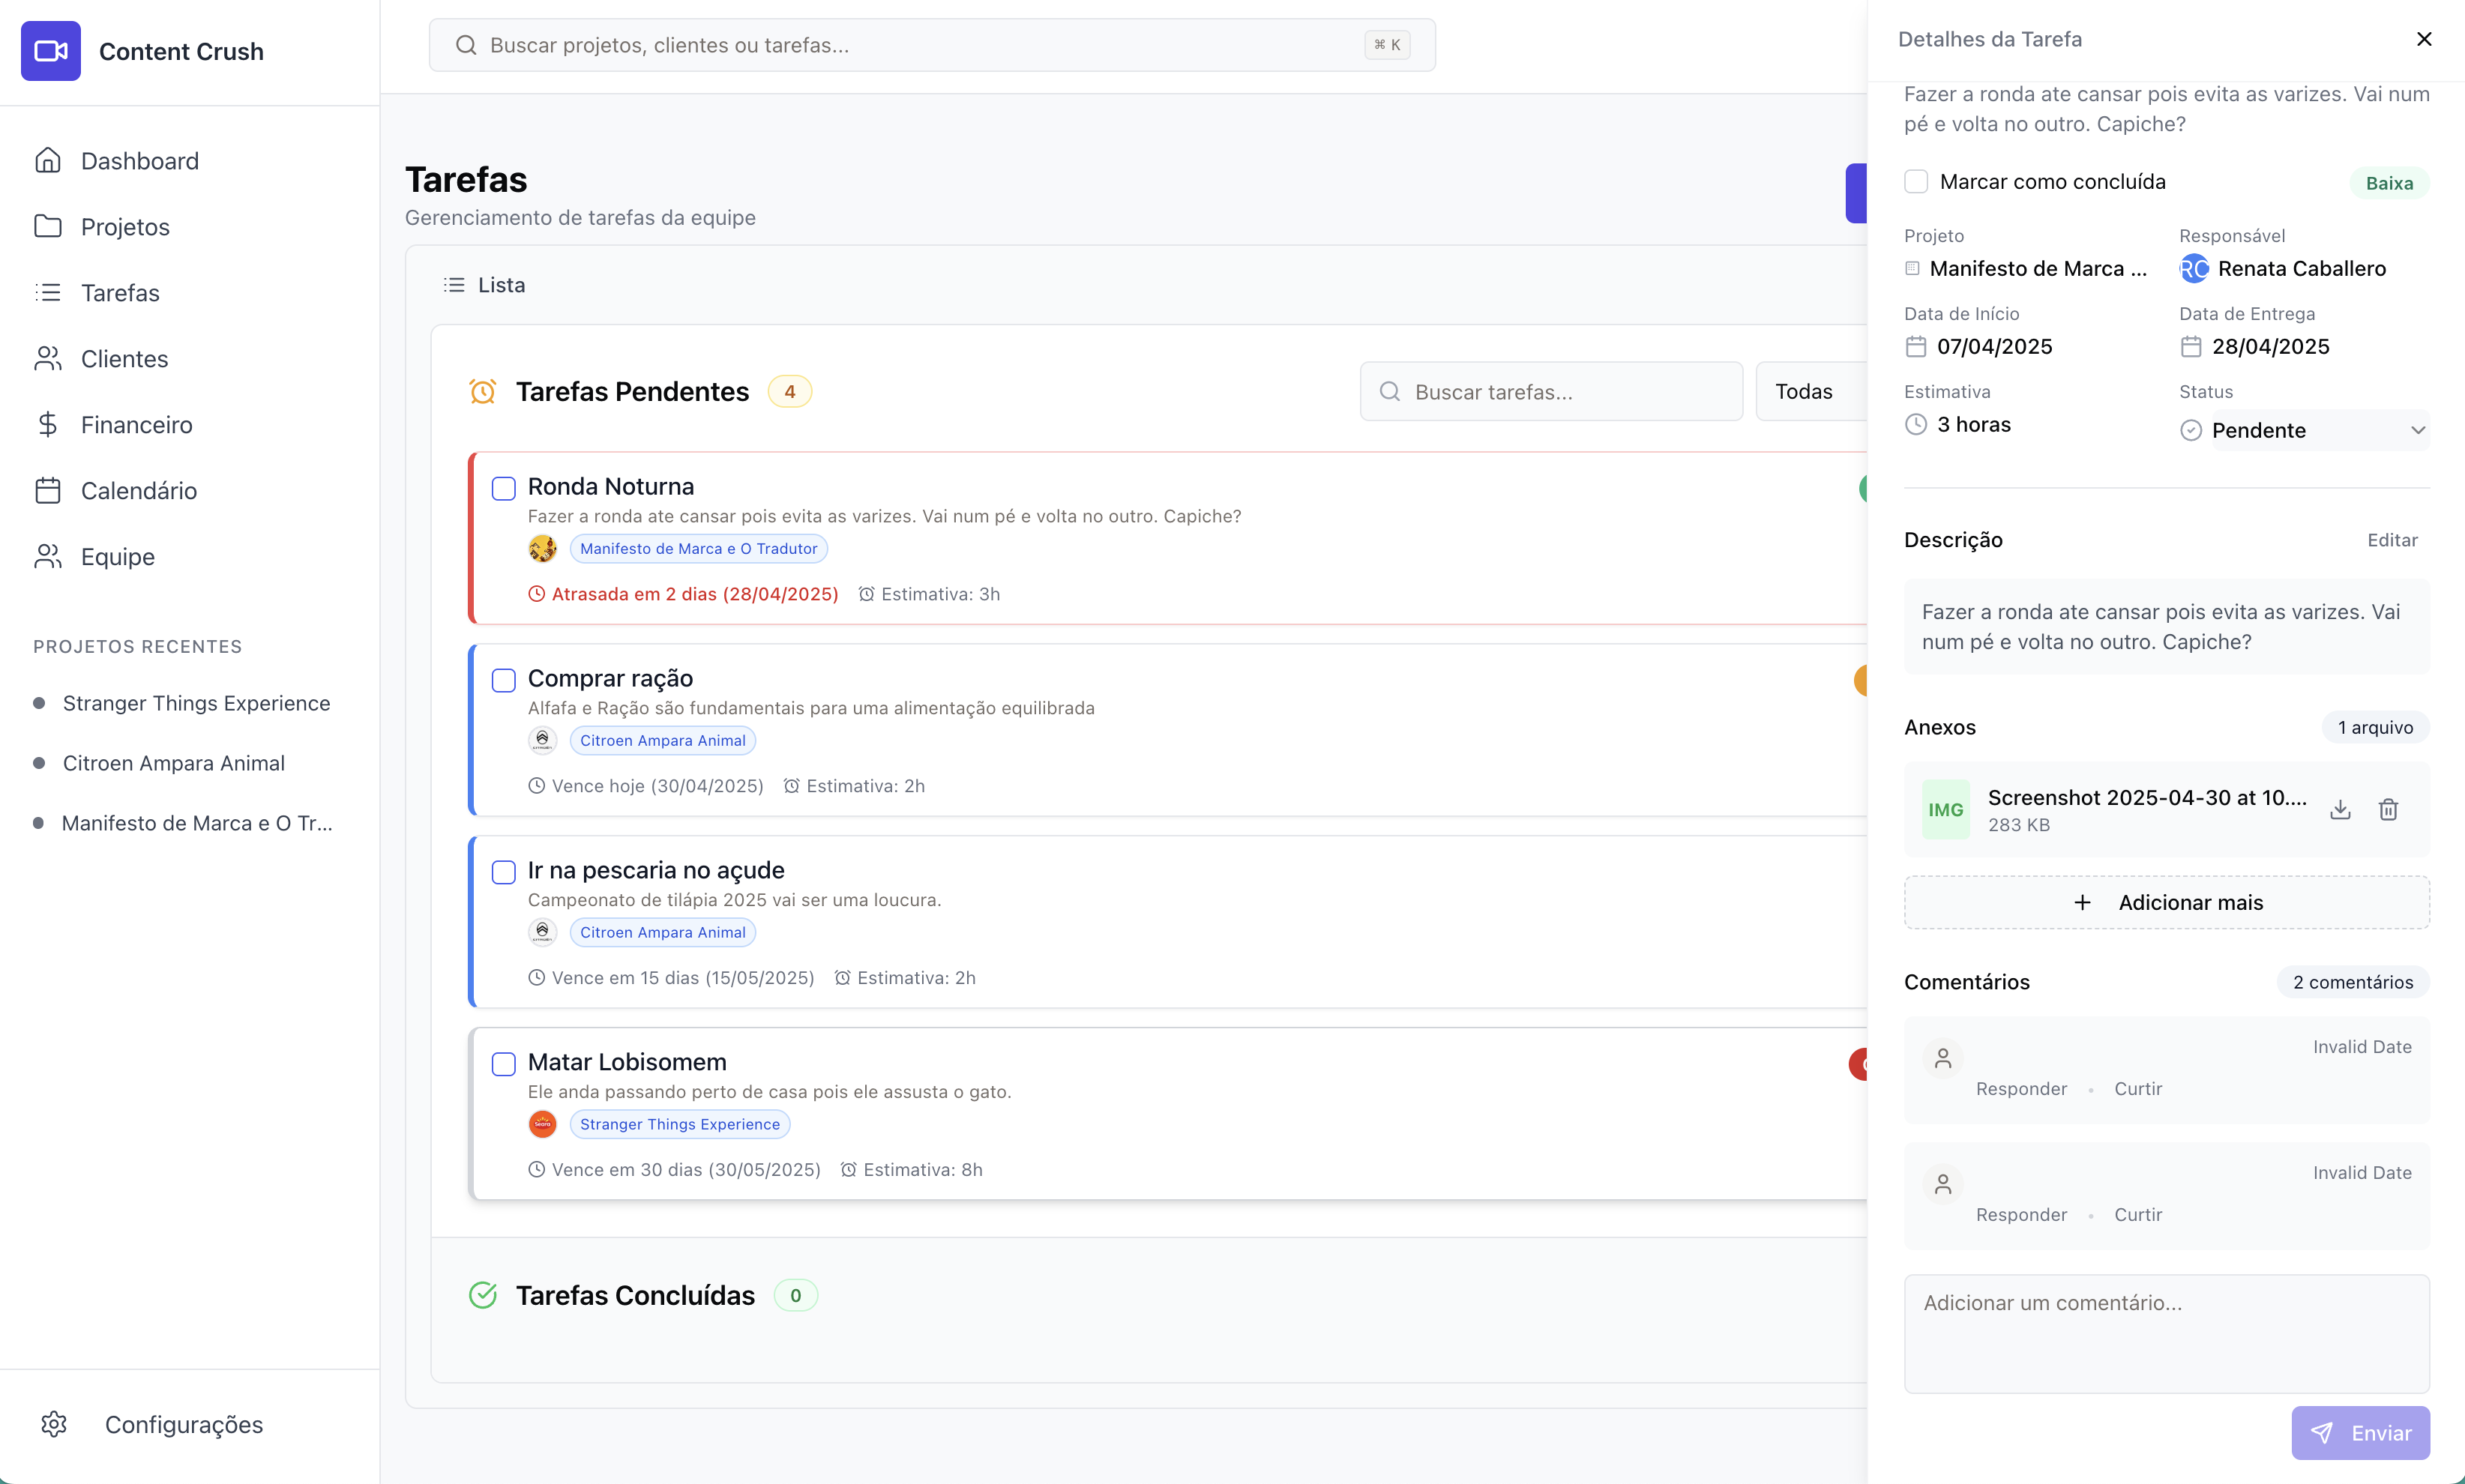 Content Crush
Dashboard
Projetos
Tarefas
Clientes
Financeiro
Calendário
Equipe
PROJETOS RECENTES
Stranger Things Experience
Citroen Ampara Animal
Manifesto de Marca e O Tr...
Configurações
Buscar projetos, clientes ou tarefas...
⌘ K
Tarefas
Gerenciamento de tarefas da equipe
Lista
Tarefas Pendentes 4
Buscar tarefas...
Todas
Ronda Noturna
Fazer a ronda ate cansar pois evita as varizes. Vai num pé e volta no outro. Capiche?
Manifesto de Marca e O Tradutor
Atrasada em 2 dias (28/04/2025) Estimativa: 3h
Comprar ração
Alfafa e Ração são fundamentais para uma alimentação equilibrada
Citroen Ampara Animal
Vence hoje (30/04/2025) Estimativa: 2h
Ir na pescaria no açude
Campeonato de tilápia 2025 vai ser uma loucura.
Citroen Ampara Animal
Vence em 15 dias (15/05/2025) Estimativa: 2h
Matar Lobisomem
Ele anda passando perto de casa pois ele assusta o gato.
Stranger Things Experience
Vence em 30 dias (30/05/2025) Estimativa: 8h
Tarefas Concluídas 0
Detalhes da Tarefa
Fazer a ronda ate cansar pois evita as varizes. Vai num
pé e volta no outro. Capiche?
Marcar como concluída Baixa
Projeto Responsável
Manifesto de Marca ... RC Renata Caballero
Data de Início Data de Entrega
07/04/2025 28/04/2025
Estimativa Status
3 horas Pendente
Descrição Editar
Fazer a ronda ate cansar pois evita as varizes. Vai
num pé e volta no outro. Capiche?
Anexos 1 arquivo
IMG Screenshot 2025-04-30 at 10....
283 KB
Adicionar mais
Comentários 2 comentários
Invalid Date
Responder • Curtir
Invalid Date
Responder • Curtir
Adicionar um comentário...
Enviar